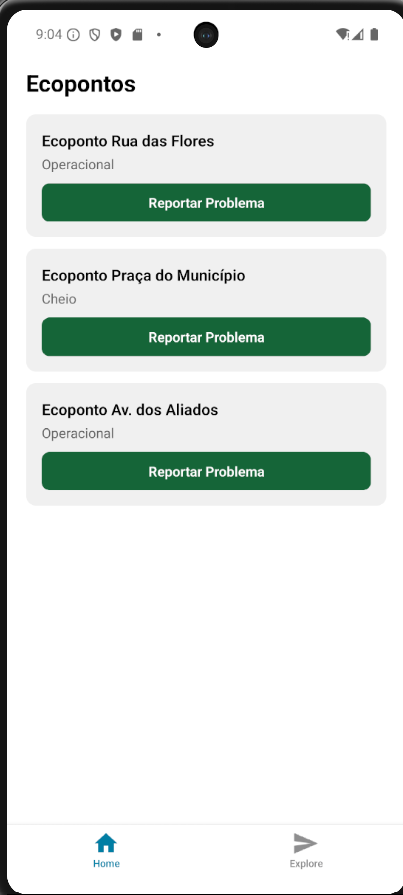 9:04
Ecopontos
Ecoponto Rua das Flores
Operacional
Reportar Problema
Ecoponto Praça do Município
Cheio
Reportar Problema
Ecoponto Av. dos Aliados
Operacional
Reportar Problema
Home
Explore